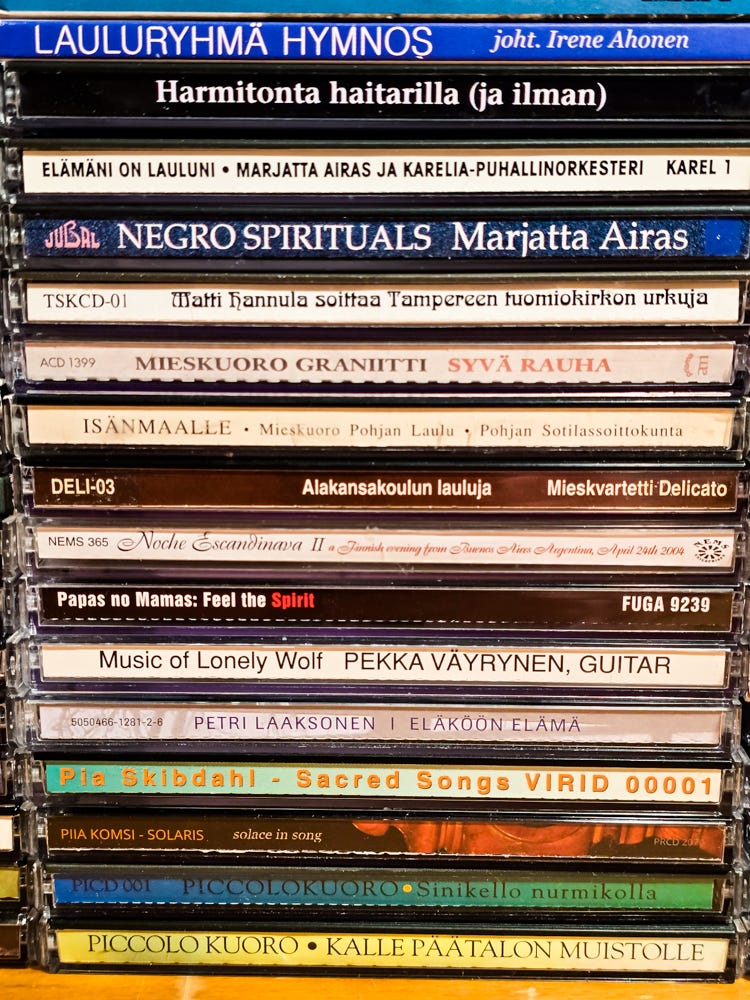 LAULURYHMÄ HYMNOS joht. Irene Ahonen
Harmitonta haitarilla (ja ilman)
ELÄMÄNI ON LAULUNI • MARJATTA AIRAS JA KARELIA-PUHALLINORKESTERI KAREL 1
JUBAL NEGRO SPIRITUALS Marjatta Airas
TSKCD-01 Matti Hannula soittaa Tampereen tuomiokirkon urkuja
ACD 1399 MIESKUORO GRANIITTI SYVÄ RAUHA
ISÄNMAALLE • Mieskuoro Pohjan Laulu • Pohjan Sotilassoittokunta
DELI-03 Alakansakoulun lauluja Mieskvartetti Delicato
NEMS 365 Noche Escandinava II a Finnish evening from Buenos Aires Argentina, April 24th 2004 NEMS
Papas no Mamas: Feel the Spirit FUGA 9239
Music of Lonely Wolf PEKKA VÄYRYNEN, GUITAR
5050466-1281-2-6 PETRI LAAKSONEN | ELÄKÖÖN ELÄMÄ
Pia Skibdahl - Sacred Songs VIRID 00001
PIIA KOMSI - SOLARIS solace in song PRCD 207
PICD 001 PICCOLOKUORO • Sinikello nurmikolla
PICCOLO KUORO • KALLE PÄÄTALON MUISTOLLE